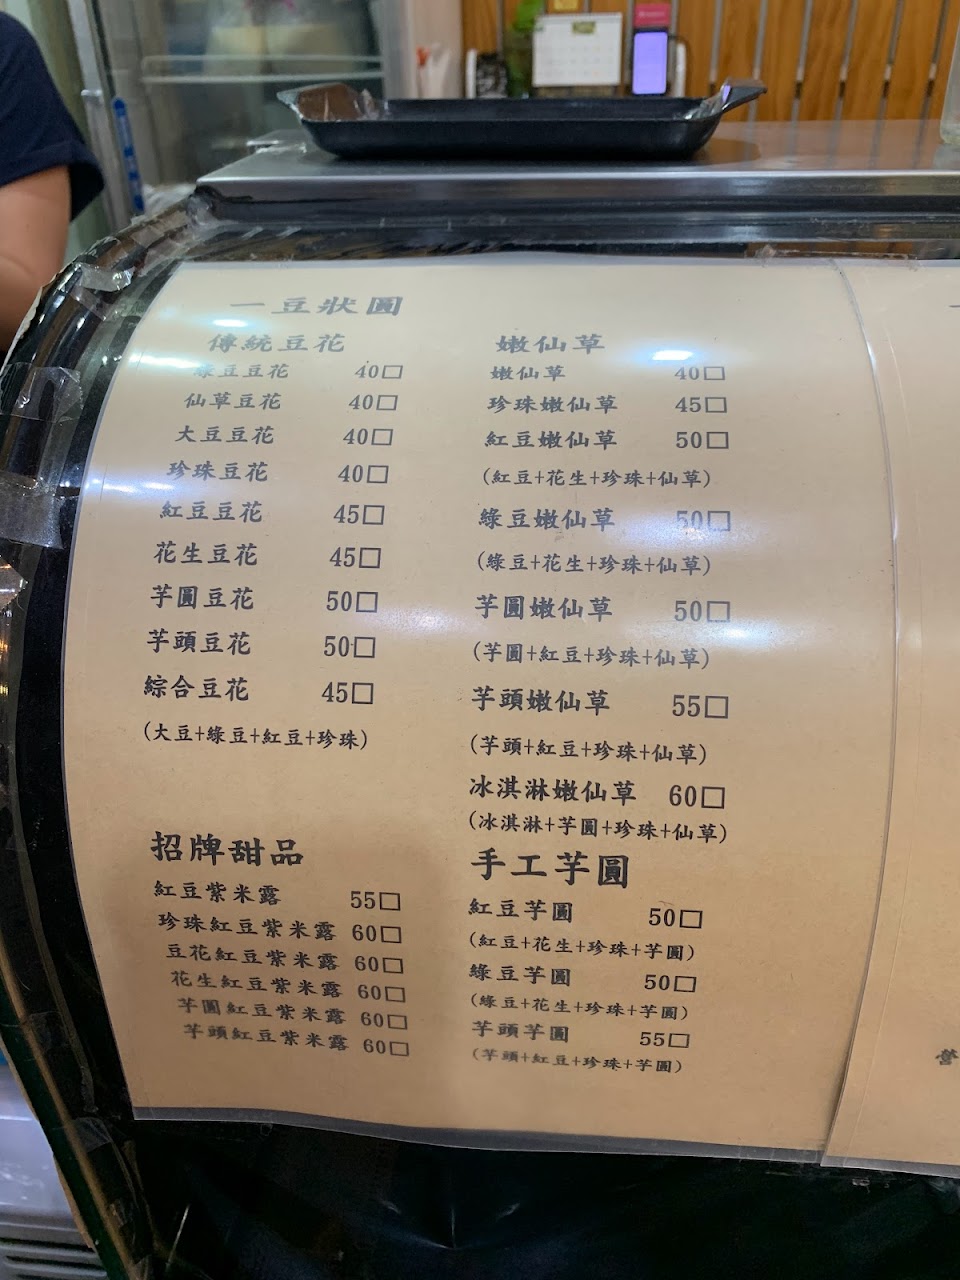 一豆狀圓
傳統豆花
綠豆豆花 40□
仙草豆花 40□
大豆豆花 40□
珍珠豆花 40□
紅豆豆花 45□
花生豆花 45□
芋圓豆花 50□
芋頭豆花 50□
綜合豆花 45□
(大豆+綠豆+紅豆+珍珠)
招牌甜品
紅豆紫米露 55□
珍珠紅豆紫米露 60□
豆花紅豆紫米露 60□
花生紅豆紫米露 60□
芋圓紅豆紫米露 60□
芋頭紅豆紫米露 60□
嫩仙草
嫩仙草 40□
珍珠嫩仙草 45□
紅豆嫩仙草 50□
(紅豆+花生+珍珠+仙草)
綠豆嫩仙草 50□
(綠豆+花生+珍珠+仙草)
芋圓嫩仙草 50□
(芋圓+紅豆+珍珠+仙草)
芋頭嫩仙草 55□
(芋頭+紅豆+珍珠+仙草)
冰淇淋嫩仙草 60□
(冰淇淋+芋圓+珍珠+仙草)
手工芋圓
紅豆芋圓 50□
(紅豆+花生+珍珠+芋圓)
綠豆芋圓 50□
(綠豆+花生+珍珠+芋圓)
芋頭芋圓 55□
(芋頭+紅豆+珍珠+芋圓)
營